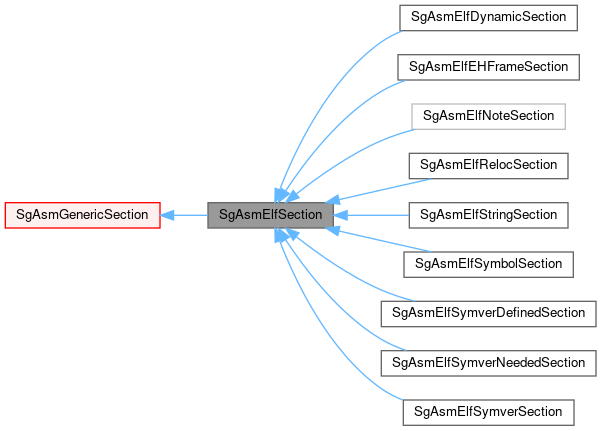 SgAsmElfDynamicSection
SgAsmElfEHFrameSection
SgAsmElfNoteSection
SgAsmElfRelocSection
SgAsmGenericSection
SgAsmElfSection
SgAsmElfStringSection
SgAsmElfSymbolSection
SgAsmElfSymverDefinedSection
SgAsmElfSymverNeededSection
SgAsmElfSymverSection